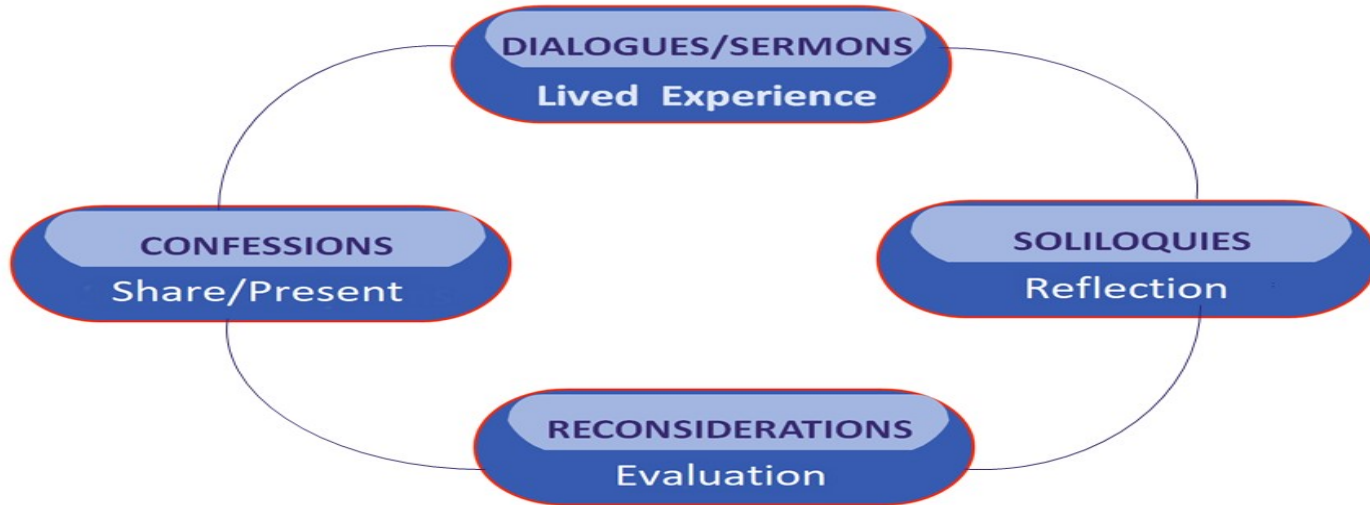 DIALOGUES/SERMONS
Lived Experience
CONFESSIONS
Share/Present
SOLILOQUIES
Reflection
RECONSIDERATIONS
Evaluation